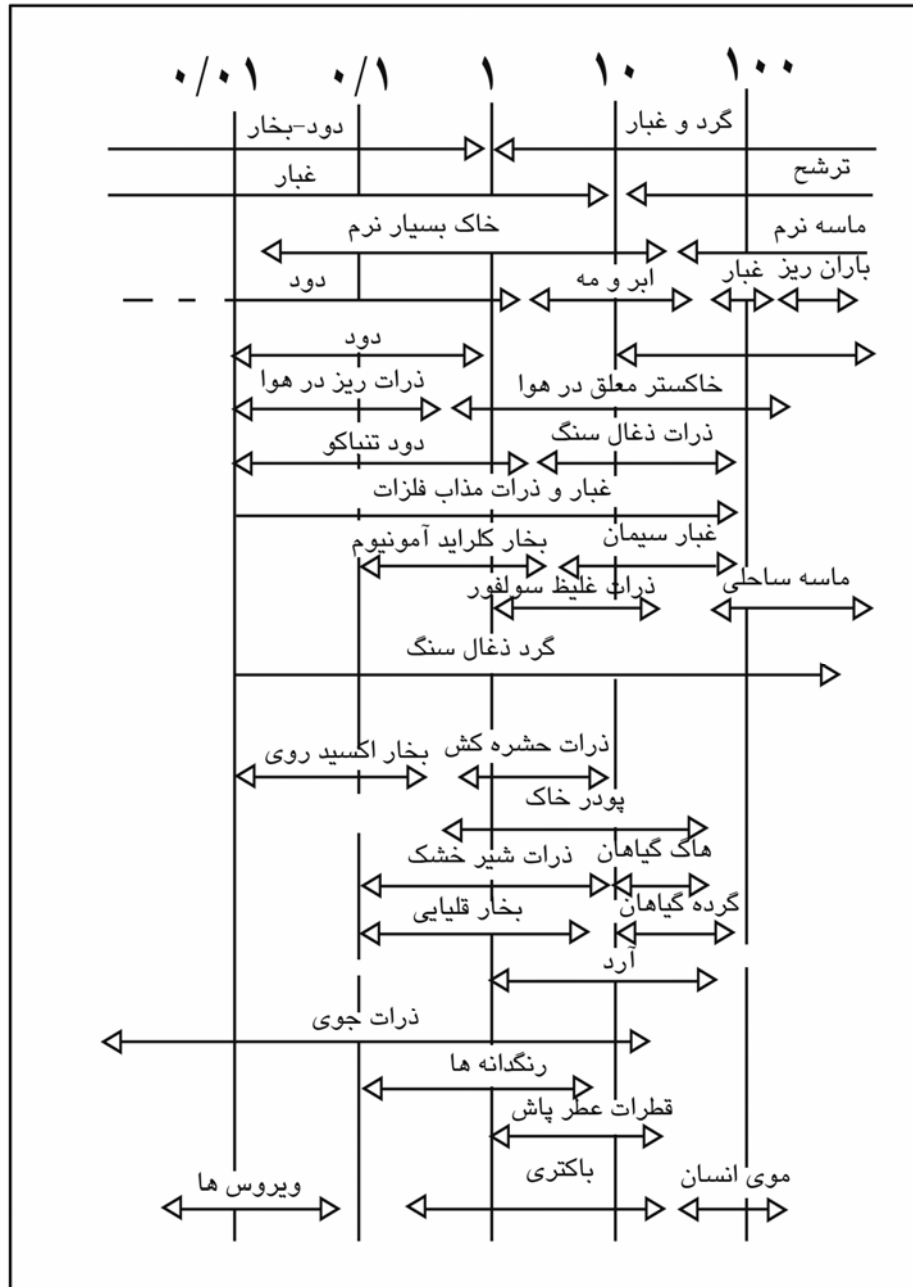 ۰/۰۱ ۰/۱ ۱ ۱۰ ۱۰۰
دود-بخار گرد و غبار
غبار ترشح
خاک بسیار نرم ماسه نرم
دود ابر و مه غبار باران ریز
دود
ذرات ریز در هوا خاکستر معلق در هوا
دود تنباکو ذرات ذغال سنگ
غبار و ذرات مذاب فلزات
بخار کلراید آمونیوم غبار سیمان
ذرات غلیظ سولفور ماسه ساحلی
گرد ذغال سنگ
بخار اکسید روی ذرات حشره کش
پودر خاک
ذرات شیر خشک هاگ گیاهان
بخار قلیایی گرده گیاهان
آرد
ذرات جوی
رنگدانه ها
قطرات عطر پاش
ویروس ها باکتری موی انسان